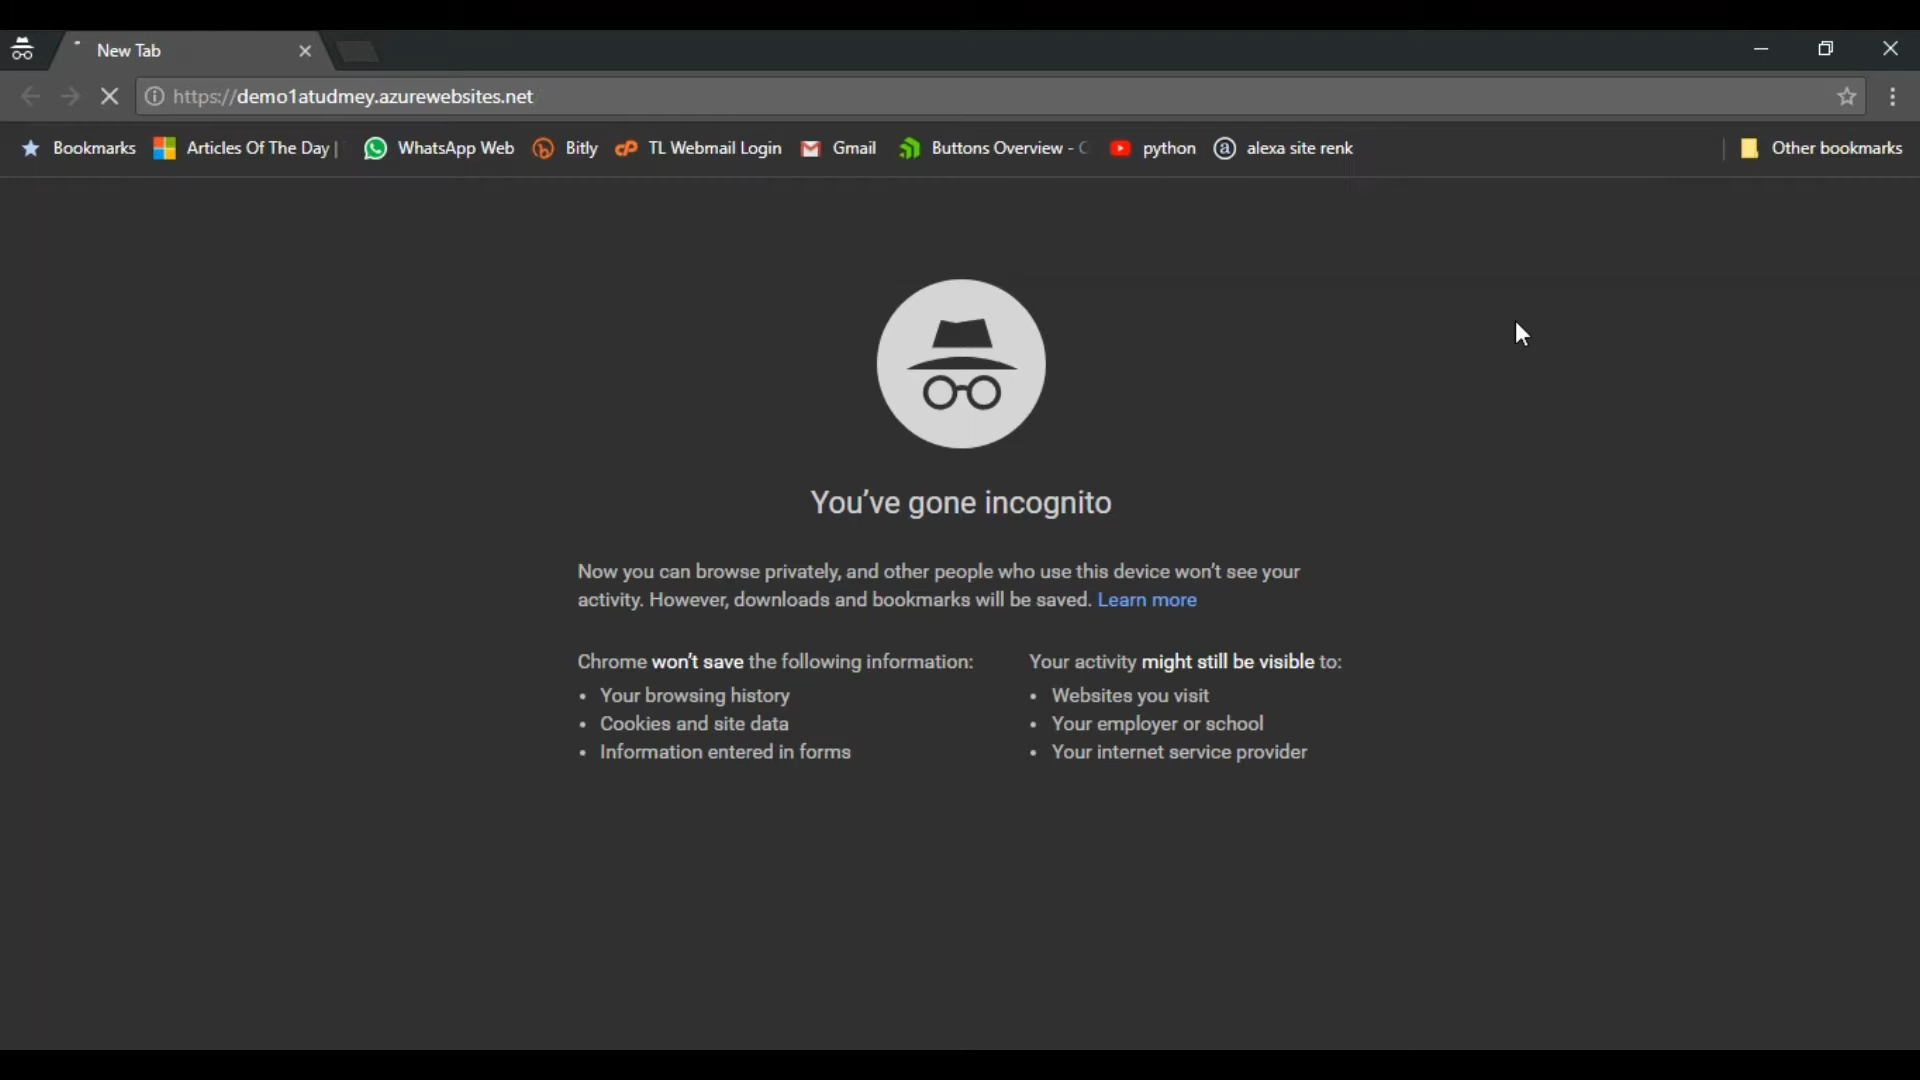 New Tab
https://demo1atudmey.azurewebsites.net
Bookmarks Articles Of The Day | WhatsApp Web Bitly TL Webmail Login Gmail Buttons Overview - C python alexa site renk Other bookmarks
You've gone incognito
Now you can browse privately, and other people who use this device won't see your
activity. However, downloads and bookmarks will be saved. Learn more
Chrome won't save the following information:
• Your browsing history
• Cookies and site data
• Information entered in forms
Your activity might still be visible to:
• Websites you visit
• Your employer or school
• Your internet service provider